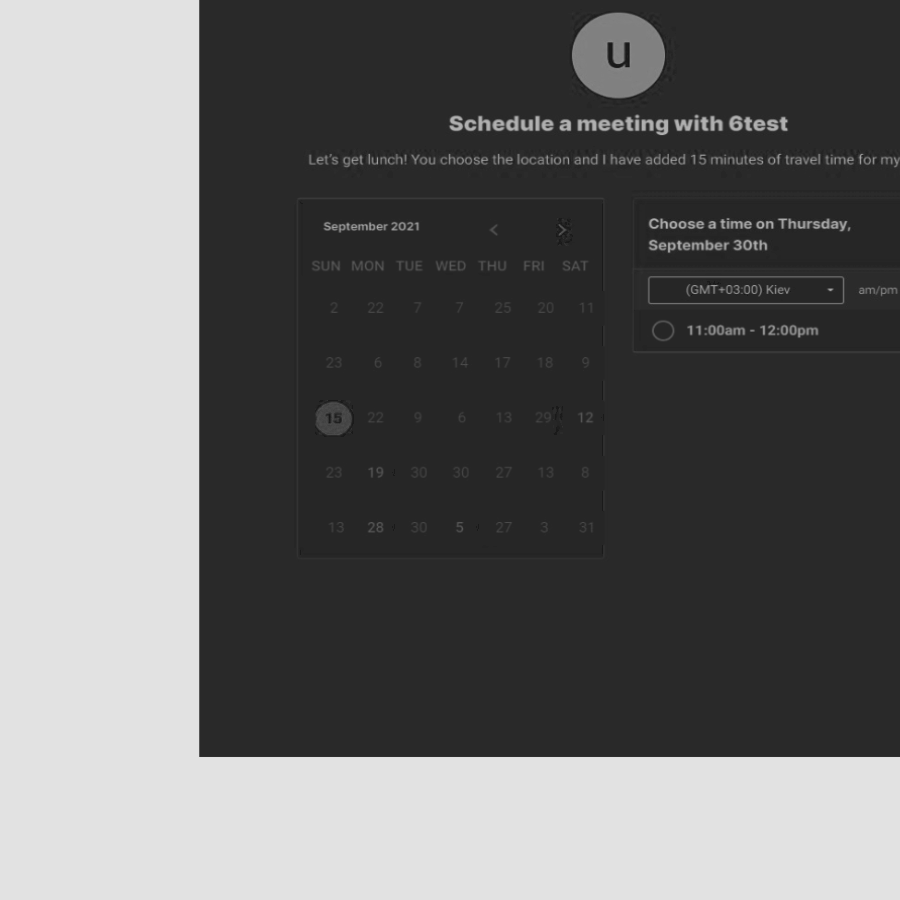 u
Schedule a meeting with 6test
Let's get lunch! You choose the location and I have added 15 minutes of travel time for my
September 2021 < >
SUN MON TUE WED THU FRI SAT
2 22 7 7 25 20 11
23 6 8 14 17 18 9
15 22 9 6 13 29 12
23 19 30 30 27 13 8
13 28 30 5 27 3 31
Choose a time on Thursday,
September 30th
(GMT+03:00) Kiev am/pm
11:00am - 12:00pm